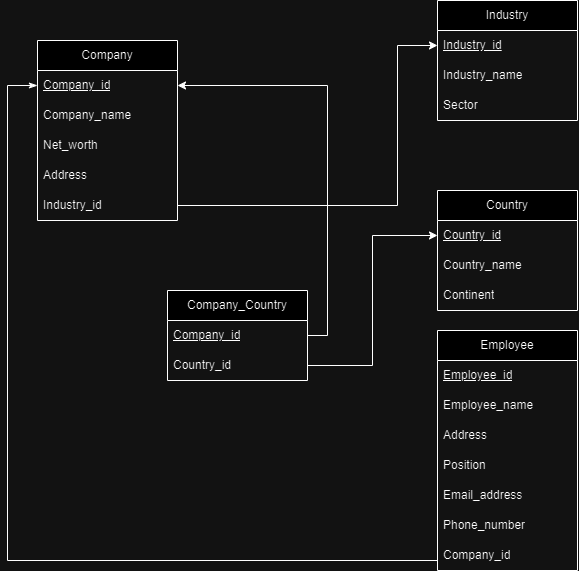 Industry
Industry_id
Industry_name
Sector
Company
Company_id
Company_name
Net_worth
Address
Industry_id
Country
Country_id
Country_name
Continent
Company_Country
Company_id
Country_id
Employee
Employee_id
Employee_name
Address
Position
Email_address
Phone_number
Company_id